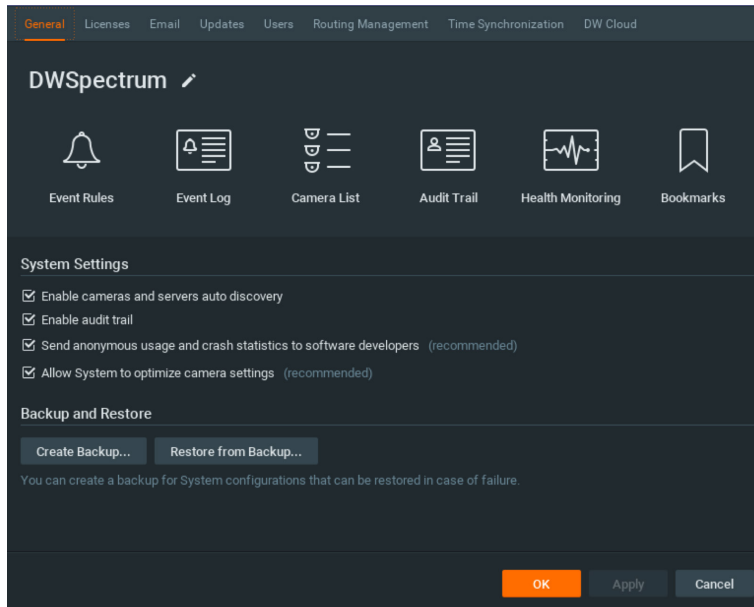 General Licenses Email Updates Users Routing Management Time Synchronization DW Cloud
DWSpectrum
Event Rules Event Log Camera List Audit Trail Health Monitoring Bookmarks
System Settings
Enable cameras and servers auto discovery
Enable audit trail
Send anonymous usage and crash statistics to software developers (recommended)
Allow System to optimize camera settings (recommended)
Backup and Restore
Create Backup... Restore from Backup...
You can create a backup for System configurations that can be restored in case of failure.
OK Apply Cancel